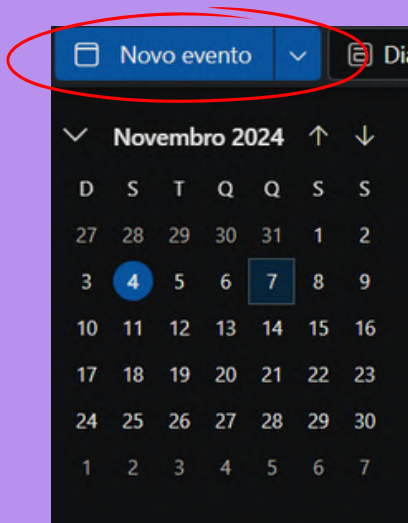 Novo evento Dia
Novembro 2024
D S T Q Q S S
27 28 29 30 31 1 2
3 4 5 6 7 8 9
10 11 12 13 14 15 16
17 18 19 20 21 22 23
24 25 26 27 28 29 30
1 2 3 4 5 6 7